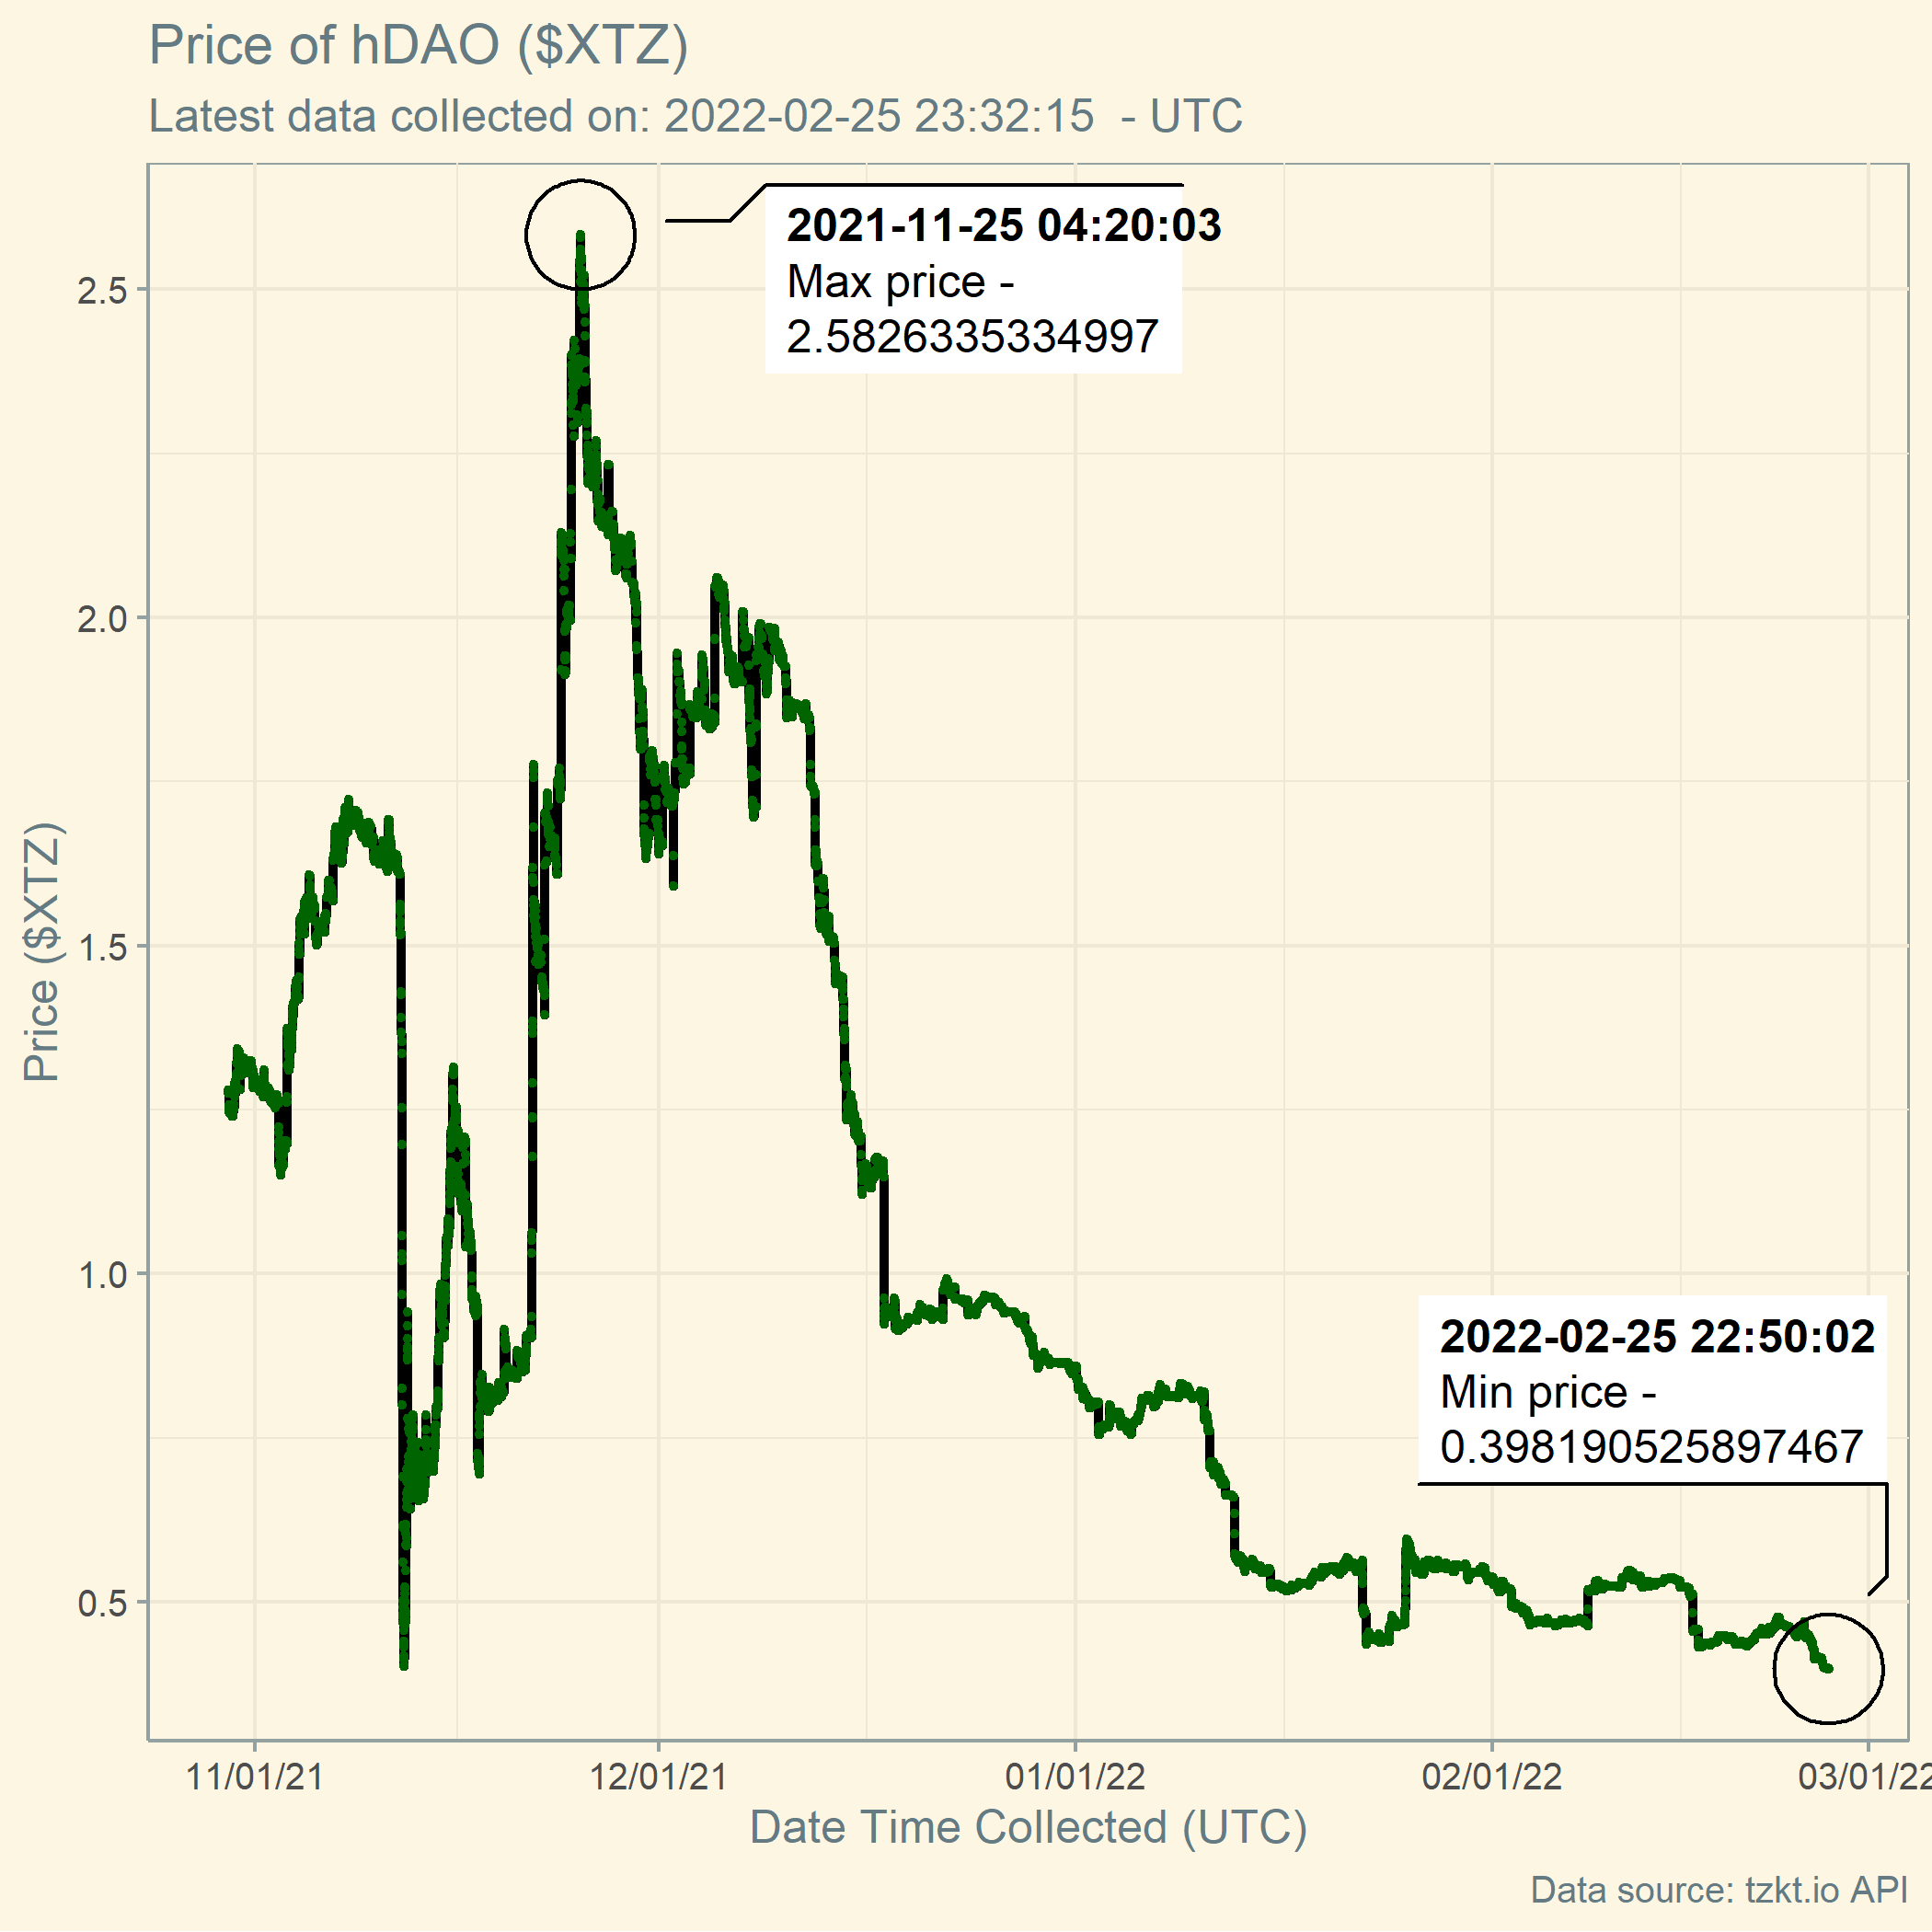 Price of hDAO ($XTZ)
Latest data collected on: 2022-02-25 23:32:15  - UTC
2021-11-25 04:20:03
Max price -
2.5826335334997
2.5
2.0
1.5
1.0
0.5
Price ($XTZ)
2022-02-25 22:50:02
Min price -
0.398190525897467
11/01/21 12/01/21 01/01/22 02/01/22 03/01/22
Date Time Collected (UTC)
Data source: tzkt.io API